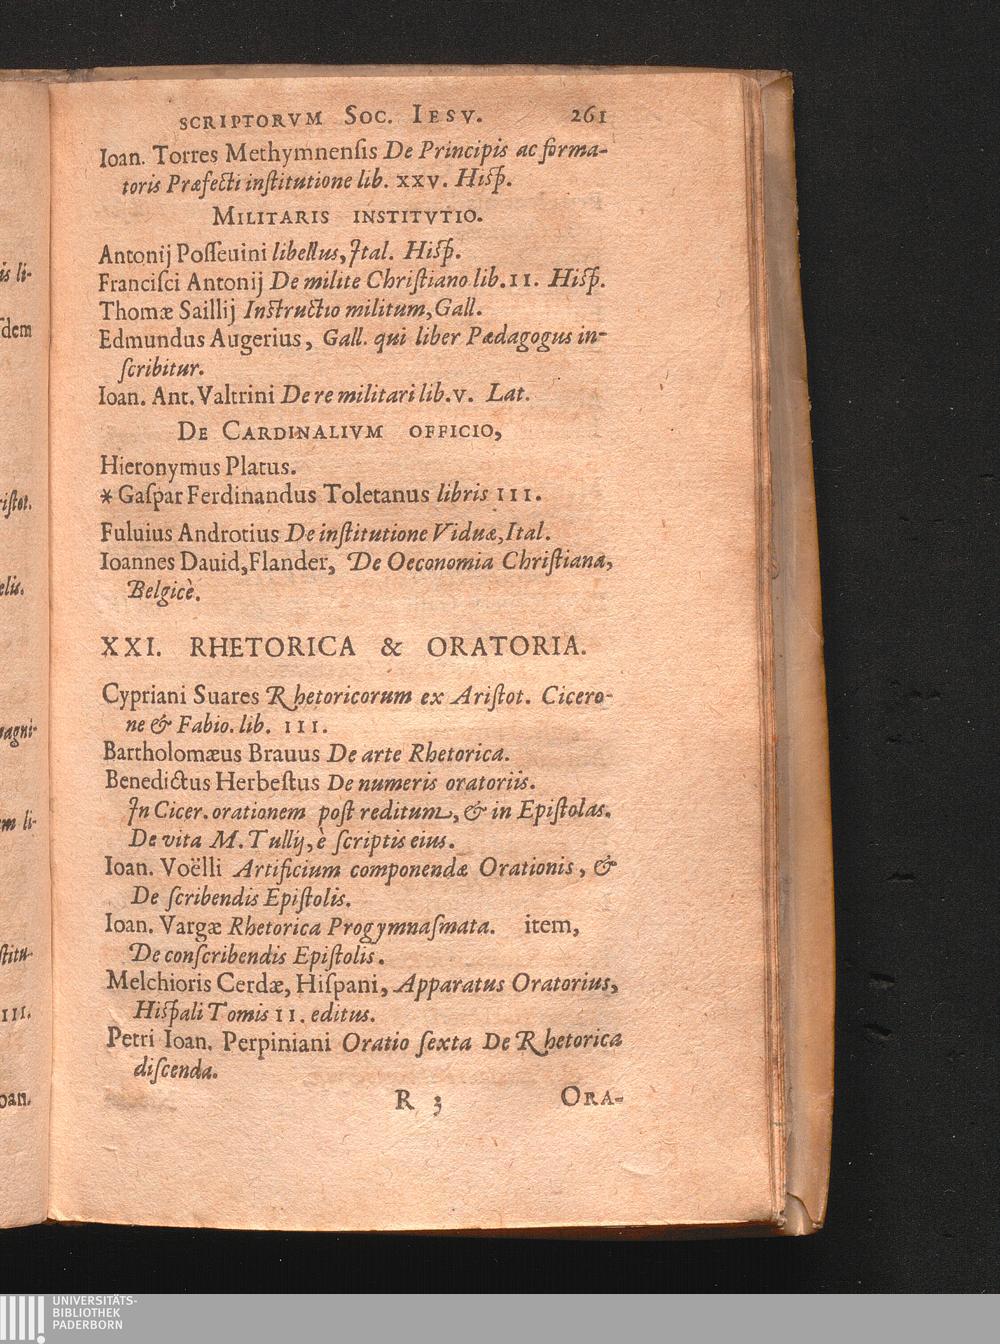 SCRIPTORVM SOC. IESV. 261
Ioan. Torres Methymnensis De Principis ac forma-
toris Præfecti institutione lib. XXV. Hisp.
MILITARIS INSTITVTIO.
Antonij Posseuini libellus, Ital. Hisp.
Francisci Antonij De milite Christiano lib. II. Hisp.
Thomæ Saillij Instructio militum, Gall.
Edmundus Augerius, Gall. qui liber Pædagogus in-
scribitur.
Ioan. Ant. Valtrini De re militari lib. V. Lat.
DE CARDINALIVM OFFICIO,
Hieronymus Platus.
* Gaspar Ferdinandus Toletanus libris III.
Fuluius Androtius De institutione Viduæ, Ital.
Ioannes Dauid, Flander, De Oeconomia Christiana,
Belgicè.
XXI. RHETORICA & ORATORIA.
Cypriani Suares Rhetoricorum ex Aristot. Cicero-
ne & Fabio. lib. III.
Bartholomæus Brauus De arte Rhetorica.
Benedictus Herbestus De numeris oratoriis.
In Cicer. orationem post reditum, & in Epistolas.
De vita M. Tullij, è scriptis eius.
Ioan. Voëlli Artificium componendæ Orationis, &
De scribendis Epistolis.
Ioan. Vargæ Rhetorica Progymnasmata. item,
De conscribendis Epistolis.
Melchioris Cerdæ, Hispani, Apparatus Oratorius,
Hispali Tomis II. editus.
Petri Ioan. Perpiniani Oratio sexta De Rhetorica
discenda.
R 3 ORA-
UNIVERSITÄTS-
BIBLIOTHEK
PADERBORN